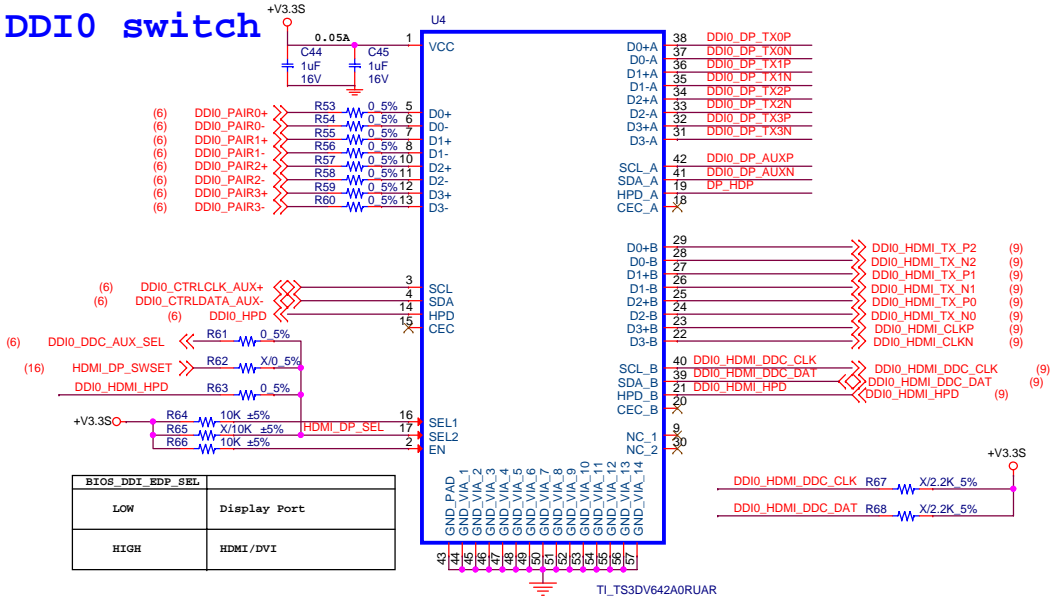 DDI0 switch
+V3.3S
0.05A
C44
1uF
16V
C45
1uF
16V
U4
1
VCC
(6) DDI0_PAIR0+ R53 0_5% 5 D0+
(6) DDI0_PAIR0- R54 0_5% 6 D0-
(6) DDI0_PAIR1+ R55 0_5% 7 D1+
(6) DDI0_PAIR1- R56 0_5% 8 D1-
(6) DDI0_PAIR2+ R57 0_5% 10 D2+
(6) DDI0_PAIR2- R58 0_5% 11 D2-
(6) DDI0_PAIR3+ R59 0_5% 12 D3+
(6) DDI0_PAIR3- R60 0_5% 13 D3-
(6) DDI0_CTRLCLK_AUX+ 3 SCL
(6) DDI0_CTRLDATA_AUX- 4 SDA
(6) DDI0_HPD 14 HPD
15 CEC
(6) DDI0_DDC_AUX_SEL R61 0_5%
(16) HDMI_DP_SWSET R62 X/0_5%
DDI0_HDMI_HPD R63 0_5%
+V3.3S
R64 10K ±5% 16 SEL1
R65 X/10K ±5% HDMI_DP_SEL 17 SEL2
R66 10K ±5% 2 EN
D0+A 38 DDI0_DP_TX0P
D0-A 37 DDI0_DP_TX0N
D1+A 36 DDI0_DP_TX1P
D1-A 35 DDI0_DP_TX1N
D2+A 34 DDI0_DP_TX2P
D2-A 33 DDI0_DP_TX2N
D3+A 32 DDI0_DP_TX3P
D3-A 31 DDI0_DP_TX3N
SCL_A 42 DDI0_DP_AUXP
SDA_A 41 DDI0_DP_AUXN
HPD_A 19 DP_HDP
CEC_A 18
D0+B 29 DDI0_HDMI_TX_P2 (9)
D0-B 28 DDI0_HDMI_TX_N2 (9)
D1+B 27 DDI0_HDMI_TX_P1 (9)
D1-B 26 DDI0_HDMI_TX_N1 (9)
D2+B 25 DDI0_HDMI_TX_P0 (9)
D2-B 24 DDI0_HDMI_TX_N0 (9)
D3+B 23 DDI0_HDMI_CLKP (9)
D3-B 22 DDI0_HDMI_CLKN (9)
SCL_B 40 DDI0_HDMI_DDC_CLK DDI0_HDMI_DDC_CLK (9)
SDA_B 39 DDI0_HDMI_DDC_DAT DDI0_HDMI_DDC_DAT (9)
HPD_B 21 DDI0_HDMI_HPD DDI0_HDMI_HPD (9)
CEC_B 20
NC_1 9
NC_2 30
GND_PAD 43
GND_VIA_1 44
GND_VIA_2 45
GND_VIA_3 46
GND_VIA_4 47
GND_VIA_5 48
GND_VIA_6 49
GND_VIA_7 50
GND_VIA_8 51
GND_VIA_9 52
GND_VIA_10 53
GND_VIA_11 54
GND_VIA_12 55
GND_VIA_13 56
GND_VIA_14 57
TI_TS3DV642A0RUAR
+V3.3S
DDI0_HDMI_DDC_CLK R67 X/2.2K_5%
DDI0_HDMI_DDC_DAT R68 X/2.2K_5%
BIOS_DDI_EDP_SEL
LOW Display Port
HIGH HDMI/DVI